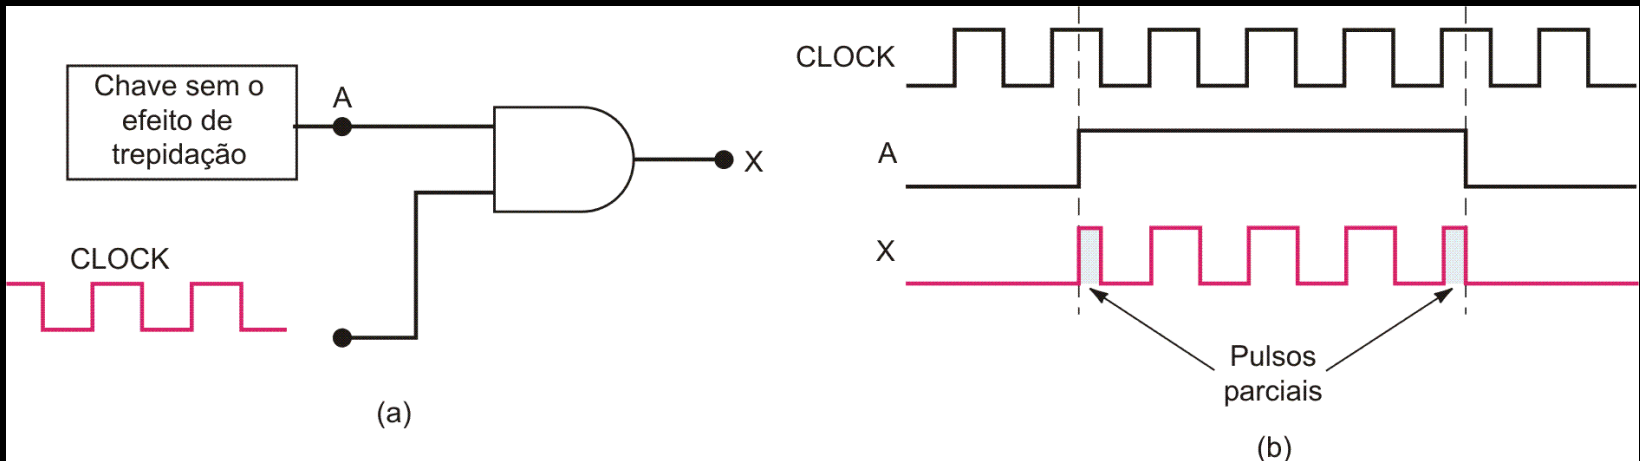 Chave sem o
efeito de
trepidação
A
X
CLOCK
(a)
CLOCK
A
X
Pulsos
parciais
(b)